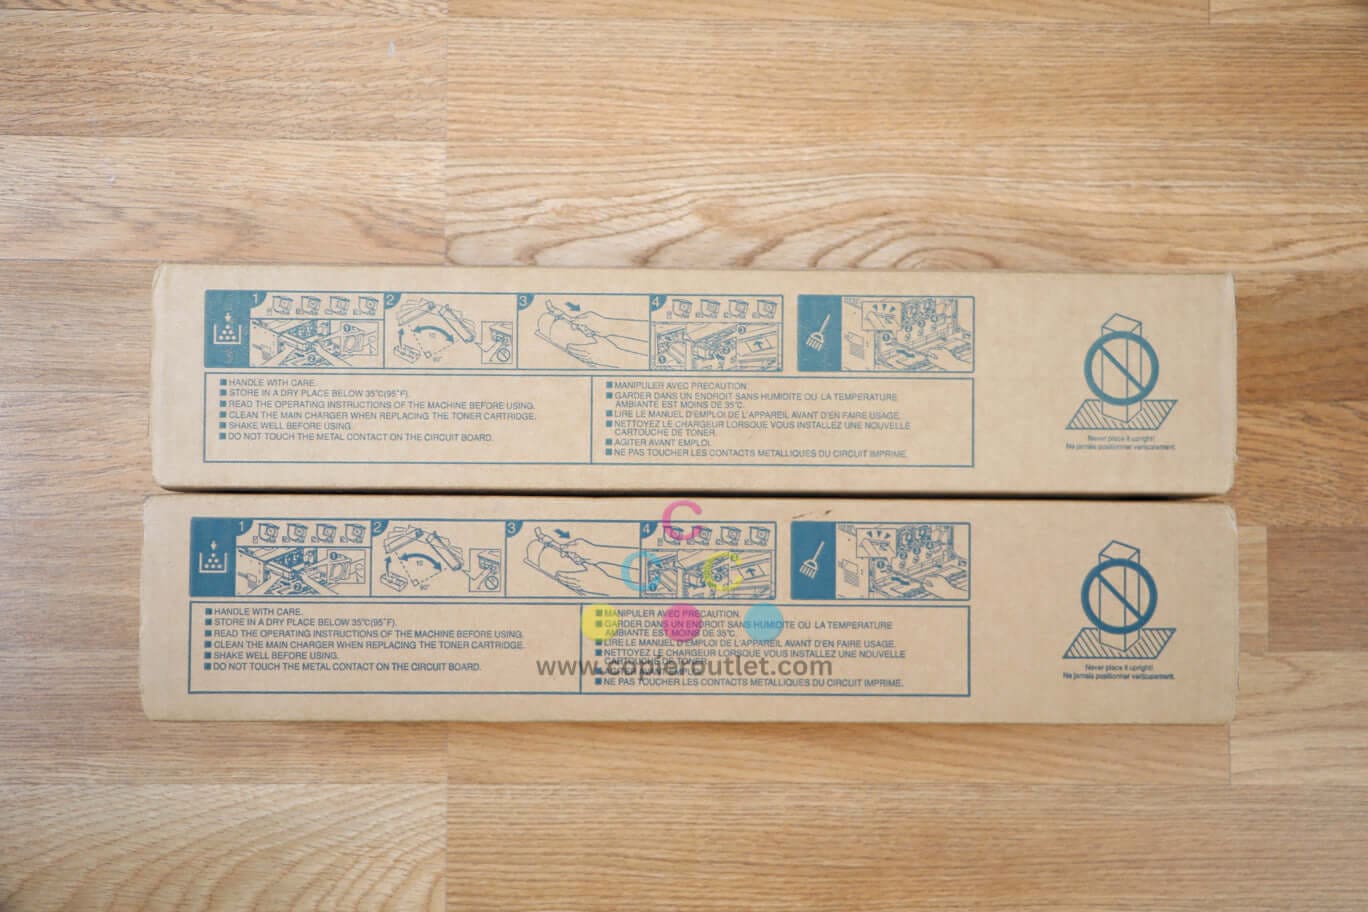 1 2 3 4
■ HANDLE WITH CARE.
■ STORE IN A DRY PLACE BELOW 35°C(95°F).
■ READ THE OPERATING INSTRUCTIONS OF THE MACHINE BEFORE USING.
■ CLEAN THE MAIN CHARGER WHEN REPLACING THE TONER CARTRIDGE.
■ SHAKE WELL BEFORE USING.
■ DO NOT TOUCH THE METAL CONTACT ON THE CIRCUIT BOARD.
■ MANIPULER AVEC PRECAUTION.
■ GARDER DANS UN ENDROIT SANS HUMIDITE OU LA TEMPERATURE
AMBIANTE EST MOINS DE 35°C.
■ LIRE LE MANUEL D'EMPLOI DE L'APPAREIL AVANT D'EN FAIRE USAGE.
■ NETTOYEZ LE CHARGEUR LORSQUE VOUS INSTALLEZ UNE NOUVELLE
CARTOUCHE DE TONER.
■ AGITER AVANT EMPLOI.
■ NE PAS TOUCHER LES CONTACTS METALLIQUES DU CIRCUIT IMPRIME.
Never place it upright!
Ne jamais positionner verticalement.
1 2 3 4
■ HANDLE WITH CARE.
■ STORE IN A DRY PLACE BELOW 35°C(95°F).
■ READ THE OPERATING INSTRUCTIONS OF THE MACHINE BEFORE USING.
■ CLEAN THE MAIN CHARGER WHEN REPLACING THE TONER CARTRIDGE.
■ SHAKE WELL BEFORE USING.
■ DO NOT TOUCH THE METAL CONTACT ON THE CIRCUIT BOARD.
■ MANIPULER AVEC PRECAUTION.
■ GARDER DANS UN ENDROIT SANS HUMIDITE OU LA TEMPERATURE
AMBIANTE EST MOINS DE 35°C.
■ LIRE LE MANUEL D'EMPLOI DE L'APPAREIL AVANT D'EN FAIRE USAGE.
■ NETTOYEZ LE CHARGEUR LORSQUE VOUS INSTALLEZ UNE NOUVELLE
CARTOUCHE DE TONER.
■ AGITER AVANT EMPLOI.
■ NE PAS TOUCHER LES CONTACTS METALLIQUES DU CIRCUIT IMPRIME.
Never place it upright!
Ne jamais positionner verticalement.
C
C C
www.copieroutlet.com